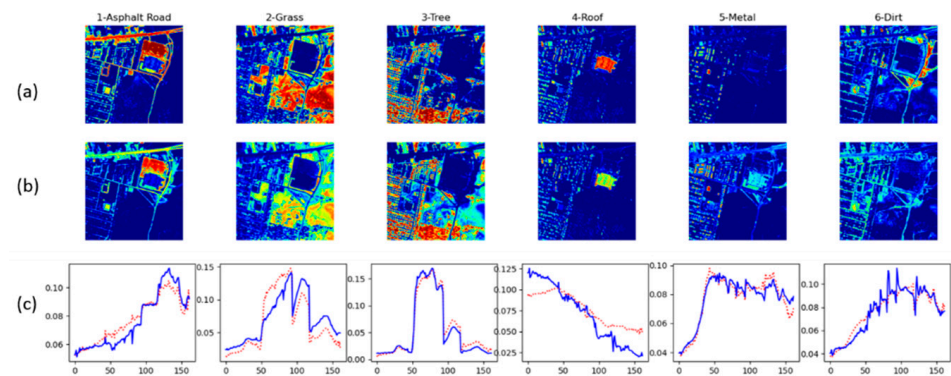 1-Asphalt Road 2-Grass 3-Tree 4-Roof 5-Metal 6-Dirt
(a)
(b)
(c)
0.06 0.08 0.10
0 50 100 150
0.05 0.10 0.15
0 50 100 150
0.00 0.05 0.10 0.15
0 50 100 150
0.025 0.050 0.075 0.100 0.125
0 50 100 150
0.04 0.06 0.08 0.10
0 50 100 150
0.04 0.06 0.08 0.10
0 50 100 150